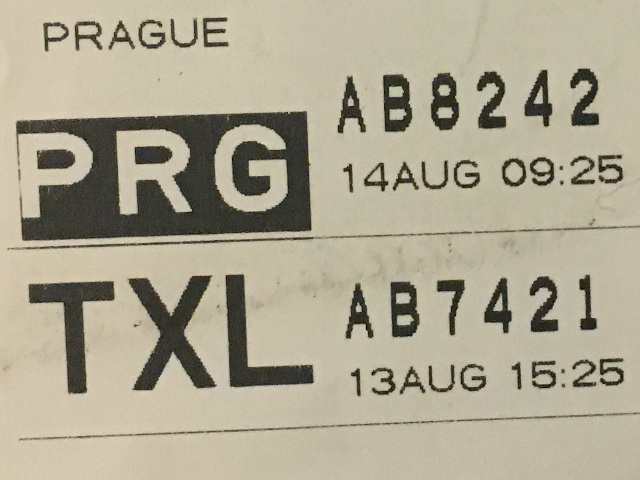 PRAGUE
PRG AB8242
14AUG 09:25
TXL AB7421
13AUG 15:25